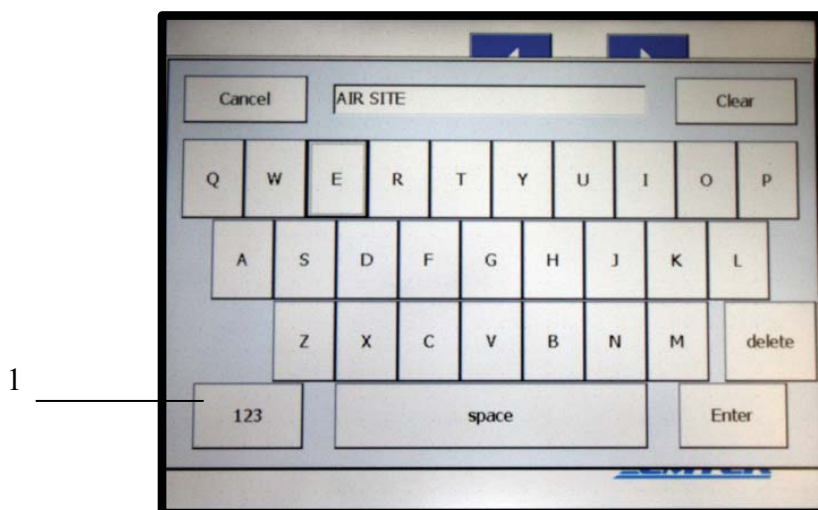 Cancel AIR SITE Clear
Q W E R T Y U I O P
A S D F G H J K L
Z X C V B N M delete
1
123 space Enter